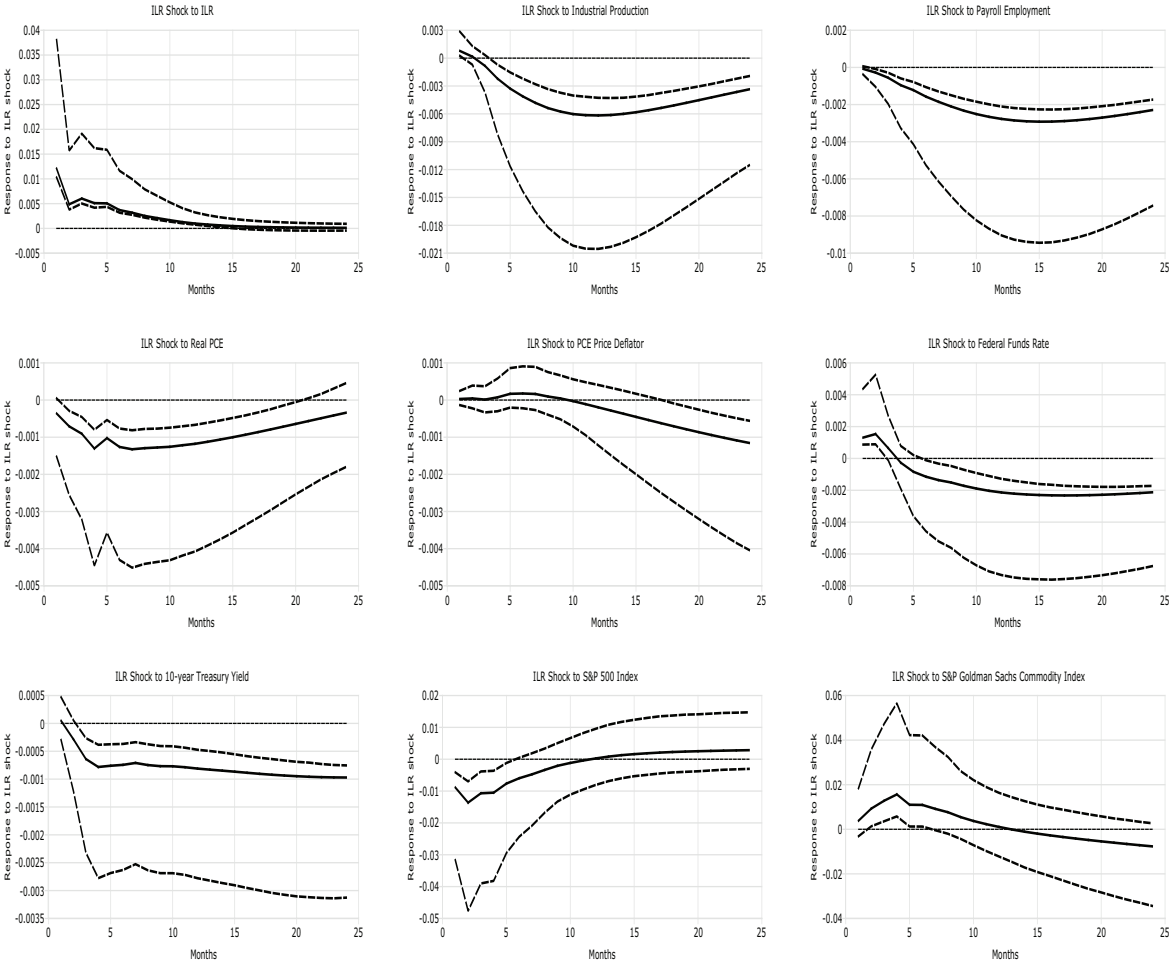 ILR Shock to ILR
Response to ILR shock
0.04
0.035
0.03
0.025
0.02
0.015
0.01
0.005
0
-0.005
0 5 10 15 20 25
Months
ILR Shock to Industrial Production
Response to ILR shock
0.003
0
-0.003
-0.006
-0.009
-0.012
-0.015
-0.018
-0.021
0 5 10 15 20 25
Months
ILR Shock to Payroll Employment
Response to ILR shock
0.002
0
-0.002
-0.004
-0.006
-0.008
-0.01
0 5 10 15 20 25
Months
ILR Shock to Real PCE
Response to ILR shock
0.001
0
-0.001
-0.002
-0.003
-0.004
-0.005
0 5 10 15 20 25
Months
ILR Shock to PCE Price Deflator
Response to ILR shock
0.001
0
-0.001
-0.002
-0.003
-0.004
-0.005
0 5 10 15 20 25
Months
ILR Shock to Federal Funds Rate
Response to ILR shock
0.006
0.004
0.002
0
-0.002
-0.004
-0.006
-0.008
0 5 10 15 20 25
Months
ILR Shock to 10-year Treasury Yield
Response to ILR shock
0.0005
0
-0.0005
-0.001
-0.0015
-0.002
-0.0025
-0.003
-0.0035
0 5 10 15 20 25
Months
ILR Shock to S&P 500 Index
Response to ILR shock
0.02
0.01
0
-0.01
-0.02
-0.03
-0.04
-0.05
0 5 10 15 20 25
Months
ILR Shock to S&P Goldman Sachs Commodity Index
Response to ILR shock
0.06
0.04
0.02
0
-0.02
-0.04
0 5 10 15 20 25
Months